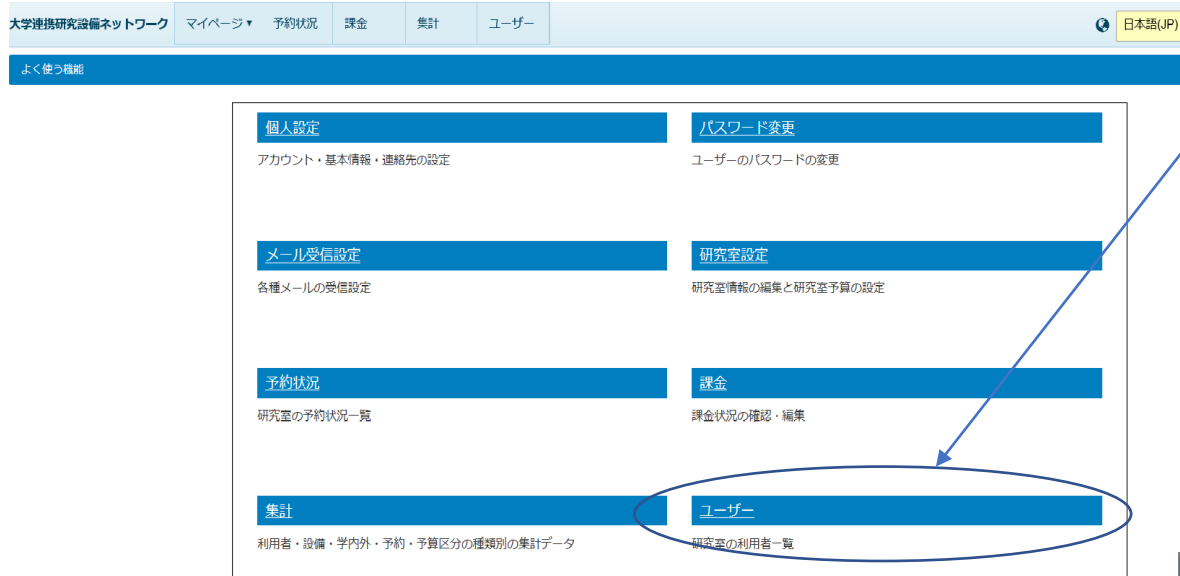 大学連携研究設備ネットワーク マイページ▼ 予約状況 課金 集計 ユーザー 日本語(JP)
よく使う機能
個人設定 パスワード変更
アカウント・基本情報・連絡先の設定 ユーザーのパスワードの変更
メール受信設定 研究室設定
各種メールの受信設定 研究室情報の編集と研究室予算の設定
予約状況 課金
研究室の予約状況一覧 課金状況の確認・編集
集計 ユーザー
利用者・設備・学内外・予約・予算区分の種類別の集計データ 研究室の利用者一覧